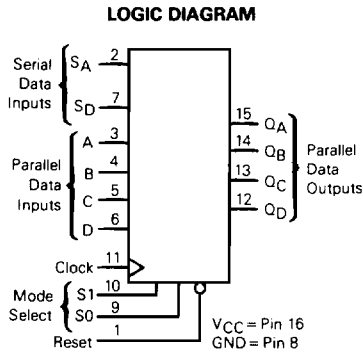 LOGIC DIAGRAM
Serial
Data
Inputs
SA 2
SD 7
Parallel
Data
Inputs
A 3
B 4
C 5
D 6
Clock 11
Mode
Select
S1 10
S0 9
Reset 1
15 QA
14 QB
13 QC
12 QD
Parallel
Data
Outputs
VCC = Pin 16
GND = Pin 8